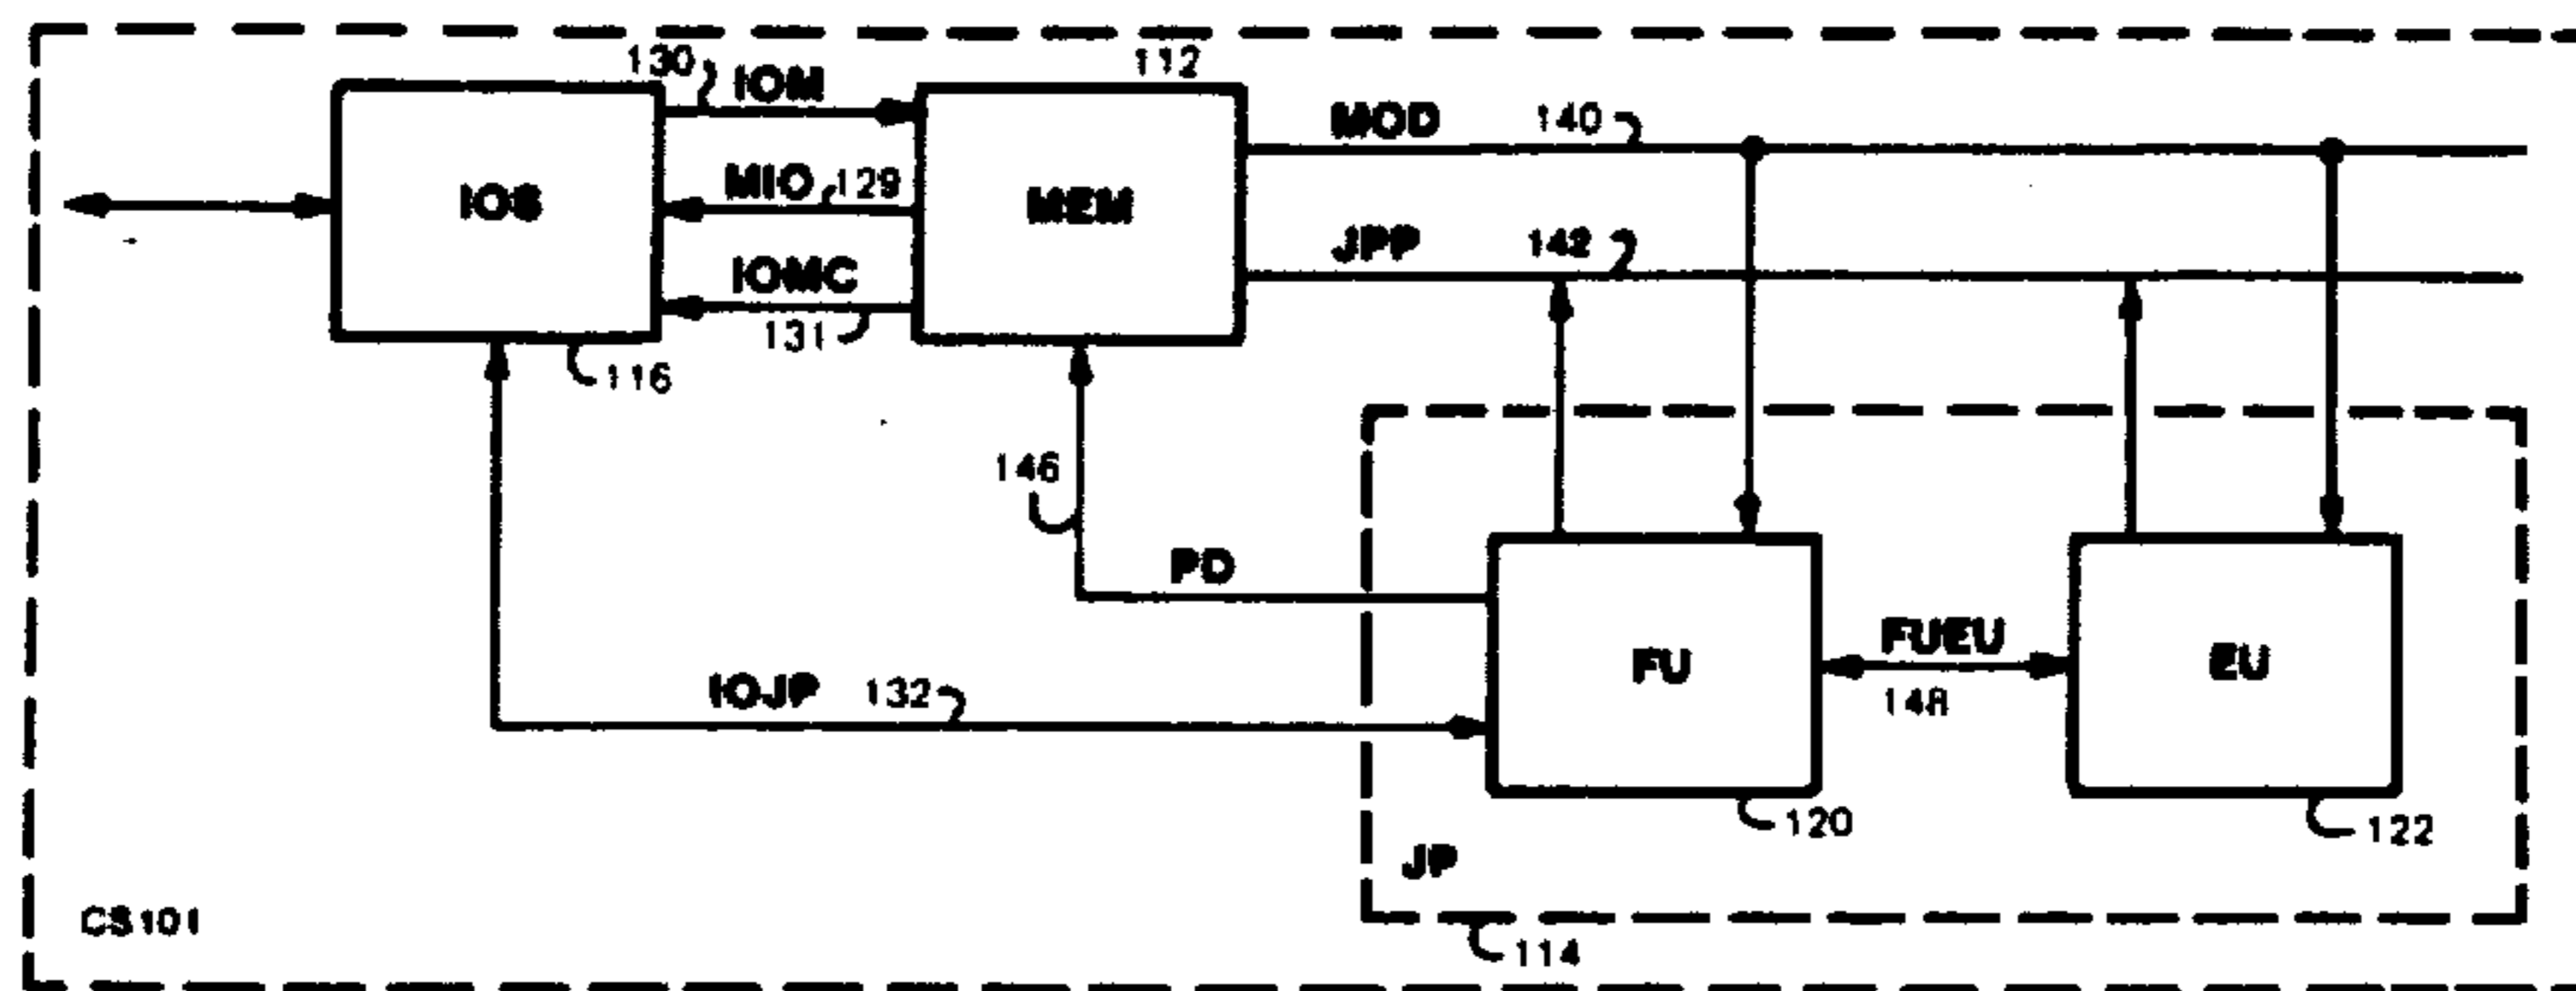 130 IOM 112
MOD 140
IOS
MIO 129
MEM
JPP 142
IOMC
131
116
146
PD
FUEU
FU
EU
IOJP 132
148
120
122
JP
CS101
114